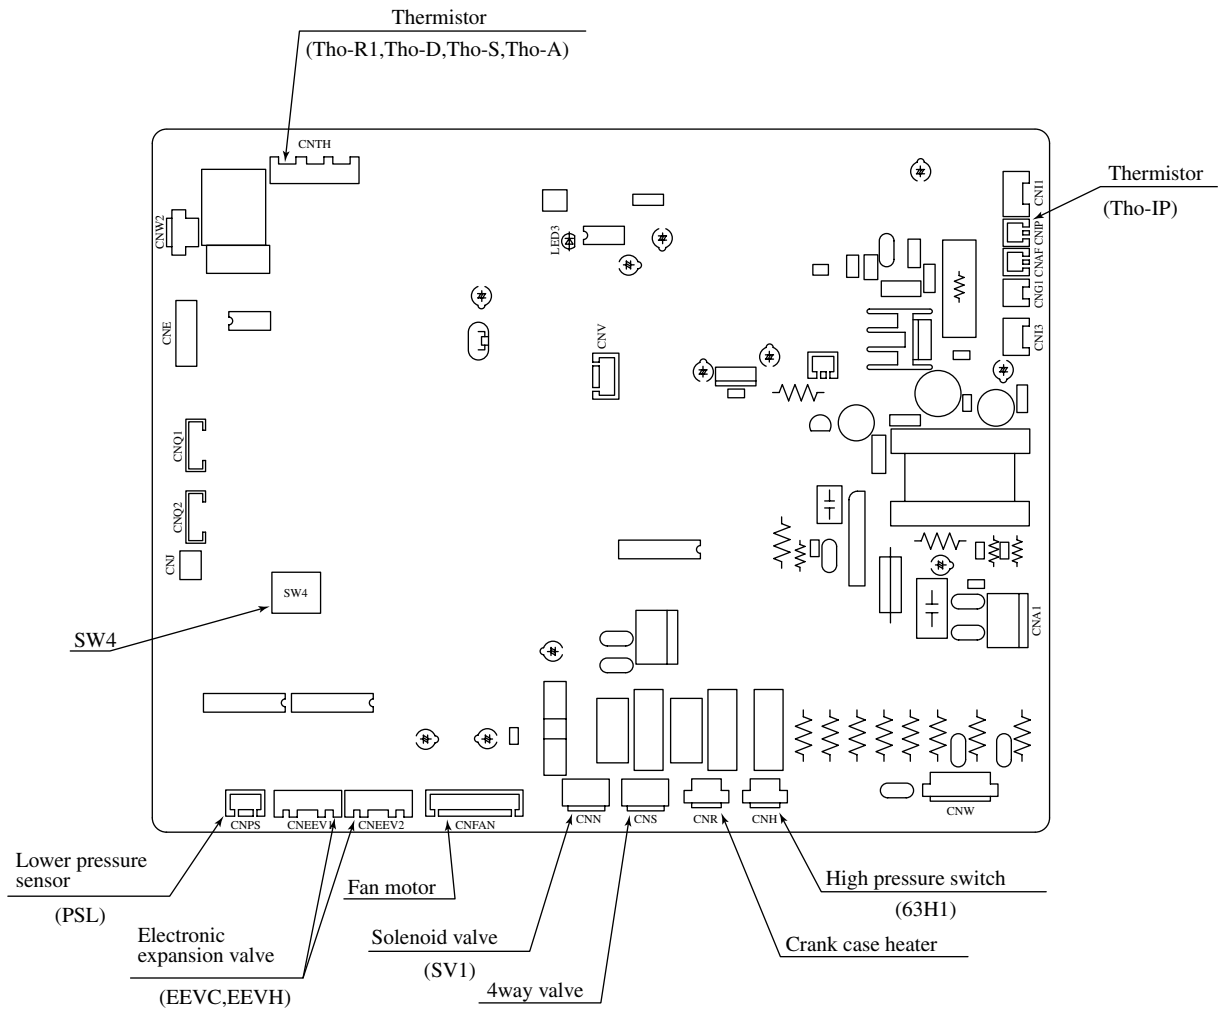 Thermistor
(Tho-R1,Tho-D,Tho-S,Tho-A)
CNTH
Thermistor
(Tho-IP)
CNI1
CNIP
CNAF
CNG1
CNI3
CNW2
LED3
CNE
CNV
CNQ1
CNQ2
CNJ
SW4
SW4
CNA1
CNPS
CNEEV1
CNEEV2
CNFAN
CNN
CNS
CNR
CNH
CNW
Lower pressure
sensor
(PSL)
Fan motor
High pressure switch
(63H1)
Electronic
expansion valve
(EEVC,EEVH)
Solenoid valve
(SV1)
Crank case heater
4way valve